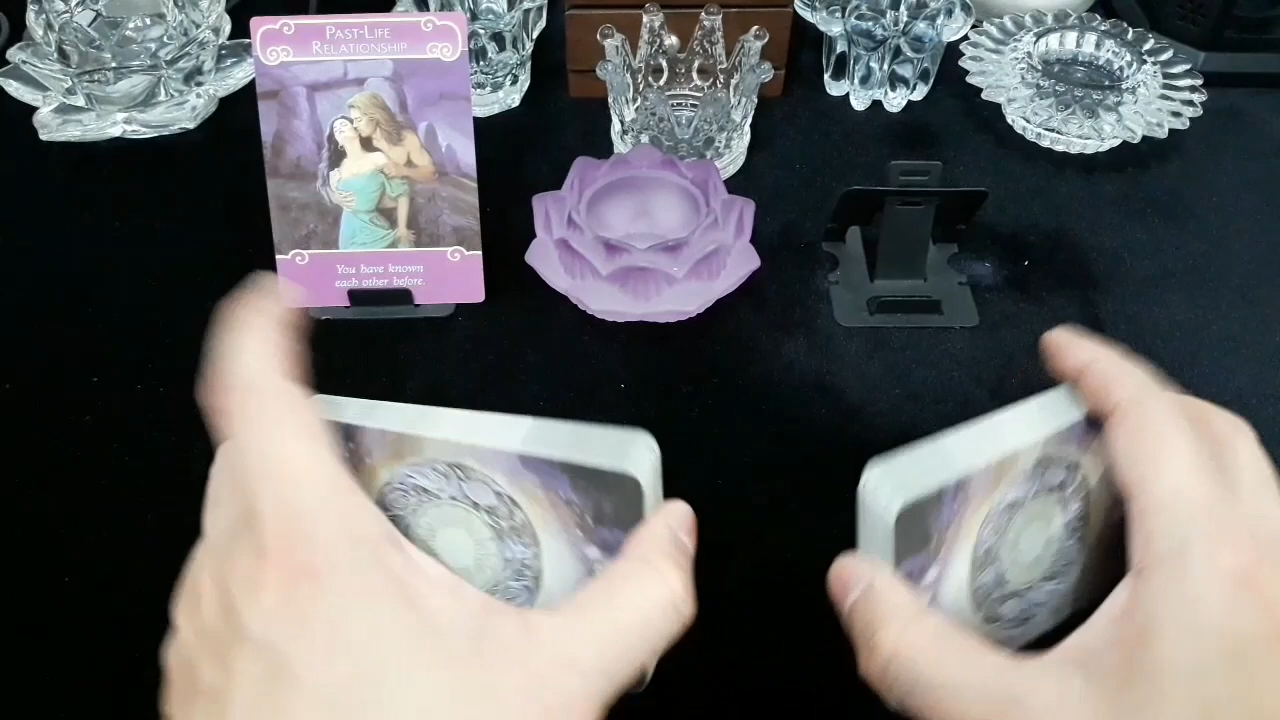 PAST-LIFE
RELATIONSHIP
You have known
each other before.